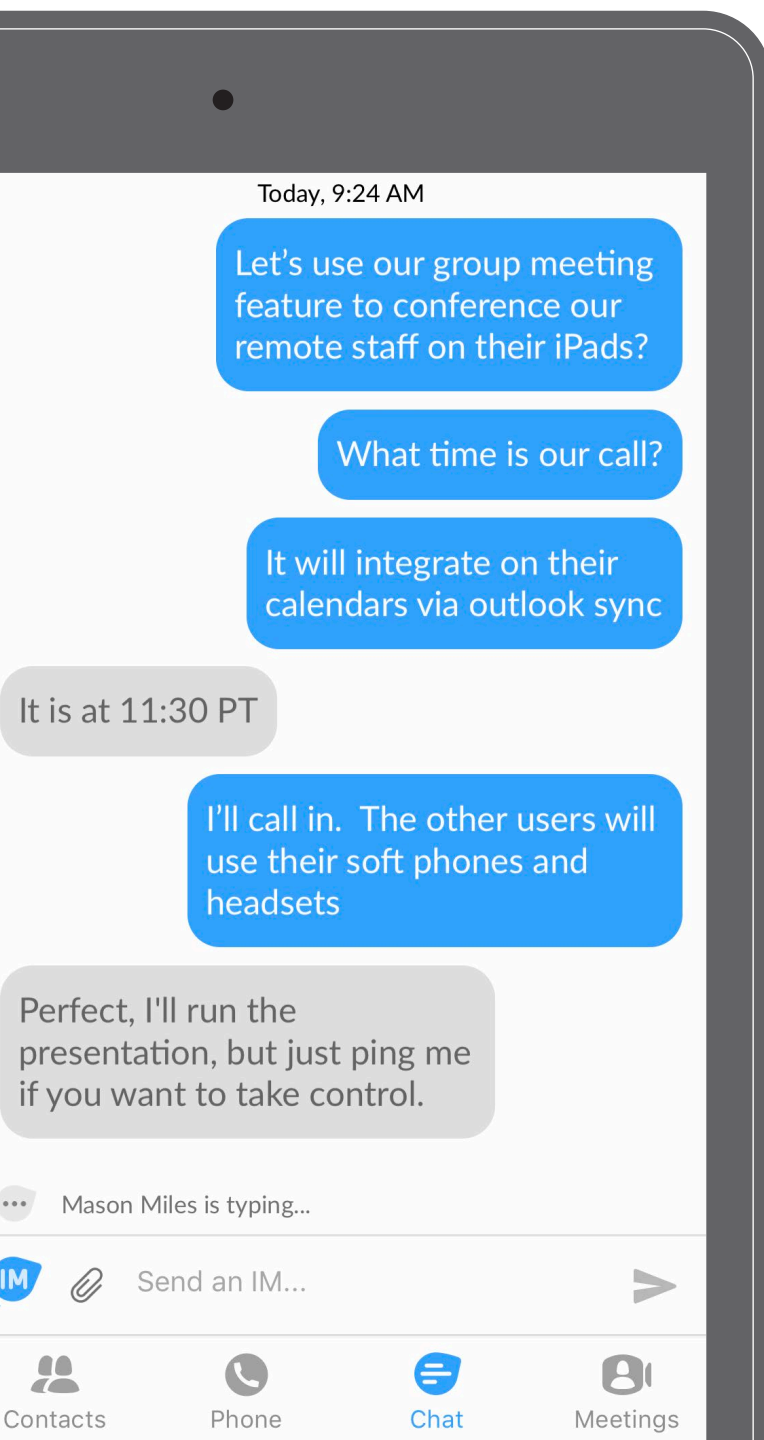 Today, 9:24 AM
Let’s use our group meeting
feature to conference our
remote staff on their iPads?
What time is our call?
It will integrate on their
calendars via outlook sync
It is at 11:30 PT
I’ll call in.  The other users will
use their soft phones and
headsets
Perfect, I'll run the
presentation, but just ping me
if you want to take control.
Mason Miles is typing...
IM
Send an IM...
Contacts
Phone
Chat
Meetings